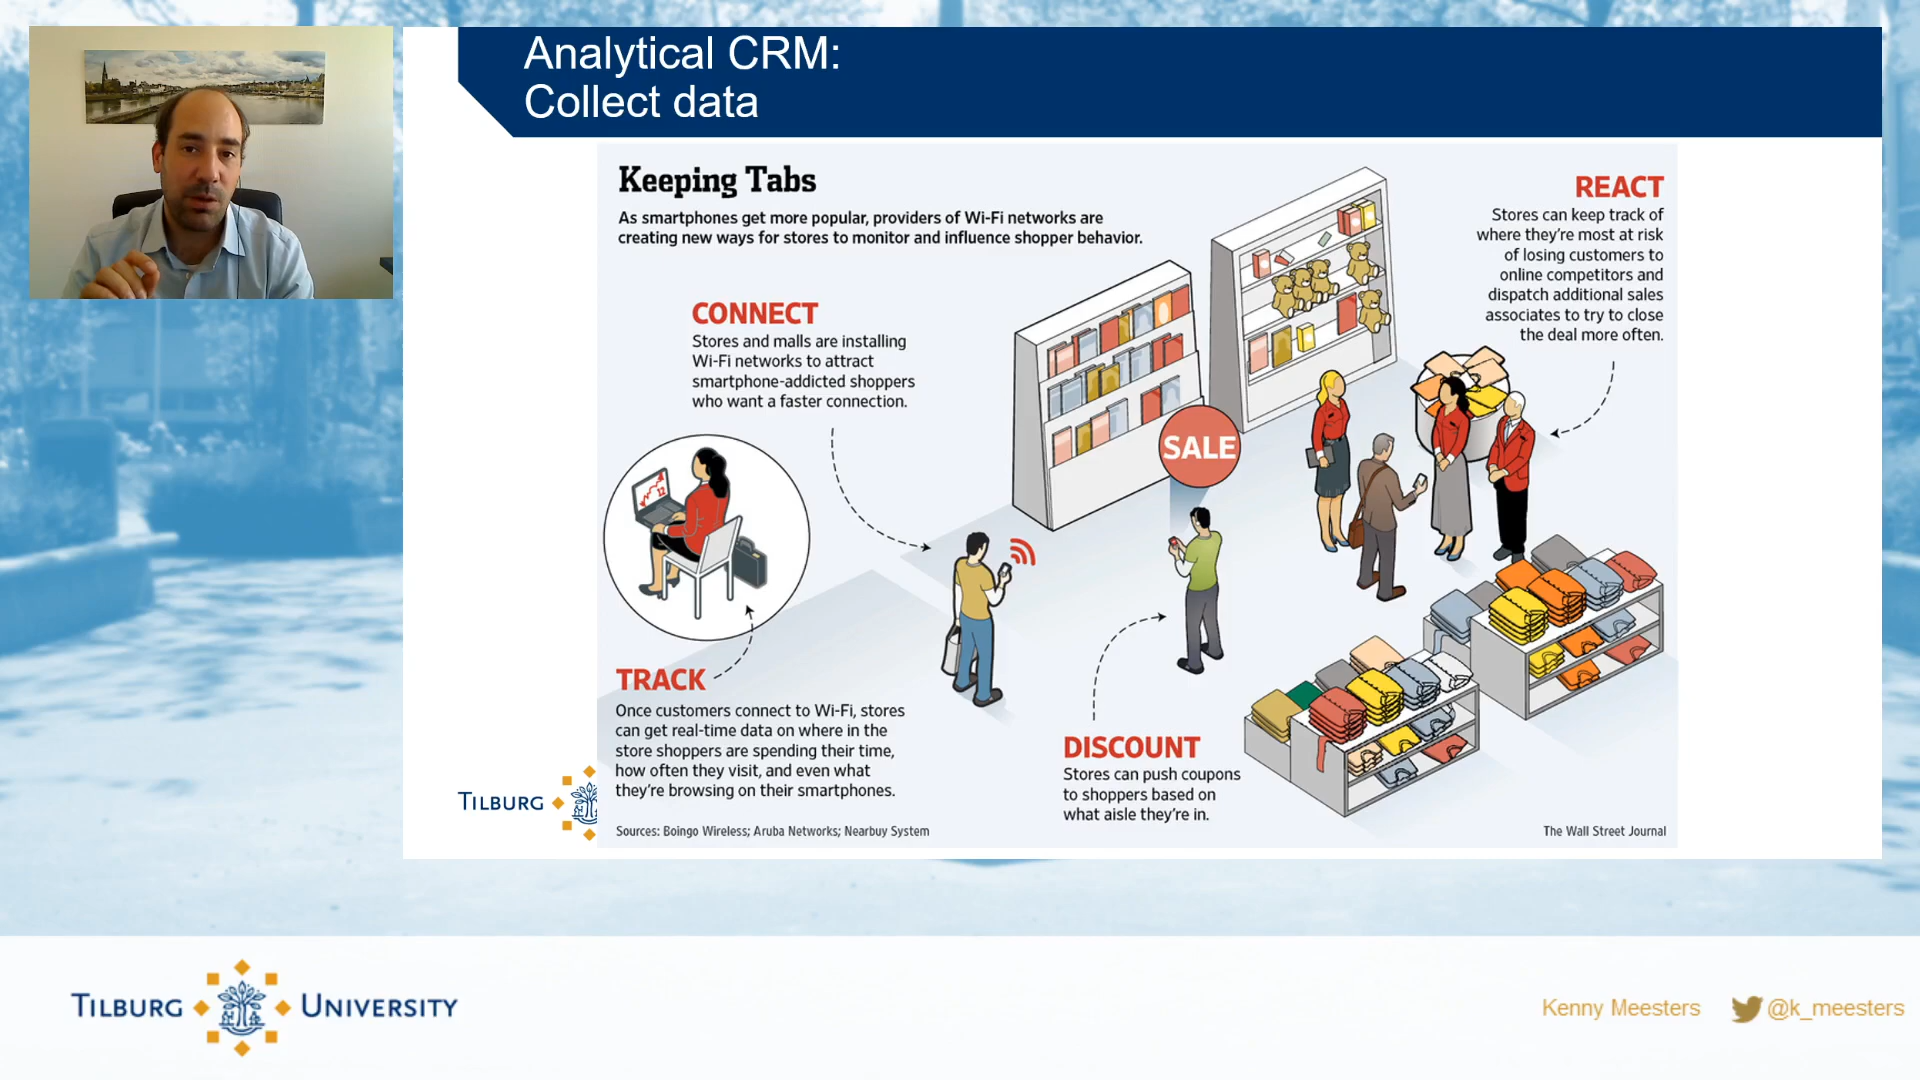 Analytical CRM:
Collect data
Keeping Tabs
As smartphones get more popular, providers of Wi-Fi networks are
creating new ways for stores to monitor and influence shopper behavior.
CONNECT
Stores and malls are installing
Wi-Fi networks to attract
smartphone-addicted shoppers
who want a faster connection.
REACT
Stores can keep track of
where they're most at risk
of losing customers to
online competitors and
dispatch additional sales
associates to try to close
the deal more often.
SALE
TRACK
Once customers connect to Wi-Fi, stores
can get real-time data on where in the
store shoppers are spending their time,
how often they visit, and even what
they're browsing on their smartphones.
DISCOUNT
Stores can push coupons
to shoppers based on
what aisle they're in.
Sources: Boingo Wireless; Aruba Networks; Nearbuy System
The Wall Street Journal
TILBURG
TILBURG UNIVERSITY
Kenny Meesters
@k_meesters